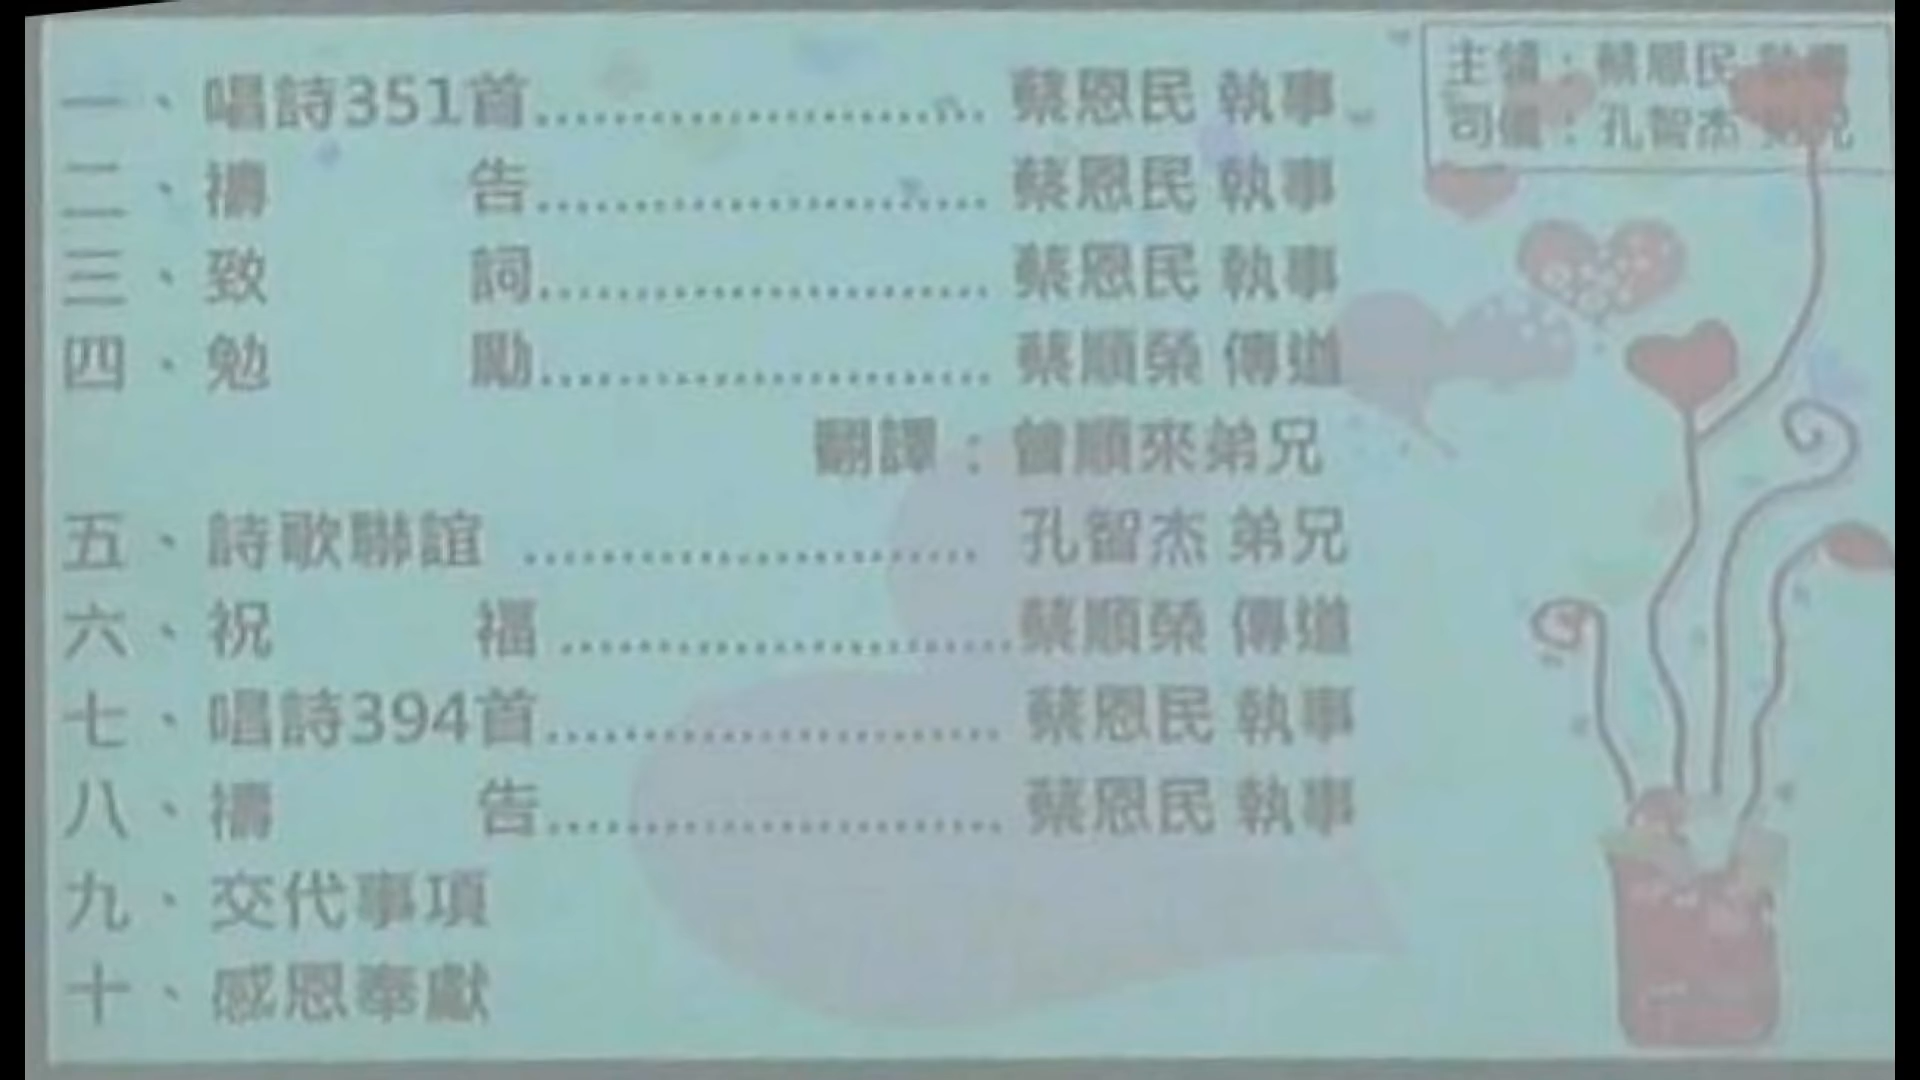 主禮：蔡恩民 執事
司儀：孔智杰 弟兄
一、唱詩351首.......................... 蔡恩民 執事
二、禱 告.......................... 蔡恩民 執事
三、致 詞.......................... 蔡恩民 執事
四、勉 勵.......................... 蔡順榮 傳道
翻譯：曾順來弟兄
五、詩歌聯誼 .......................... 孔智杰 弟兄
六、祝 福 ..........................蔡順榮 傳道
七、唱詩394首.......................... 蔡恩民 執事
八、禱 告.......................... 蔡恩民 執事
九、交代事項
十、感恩奉獻